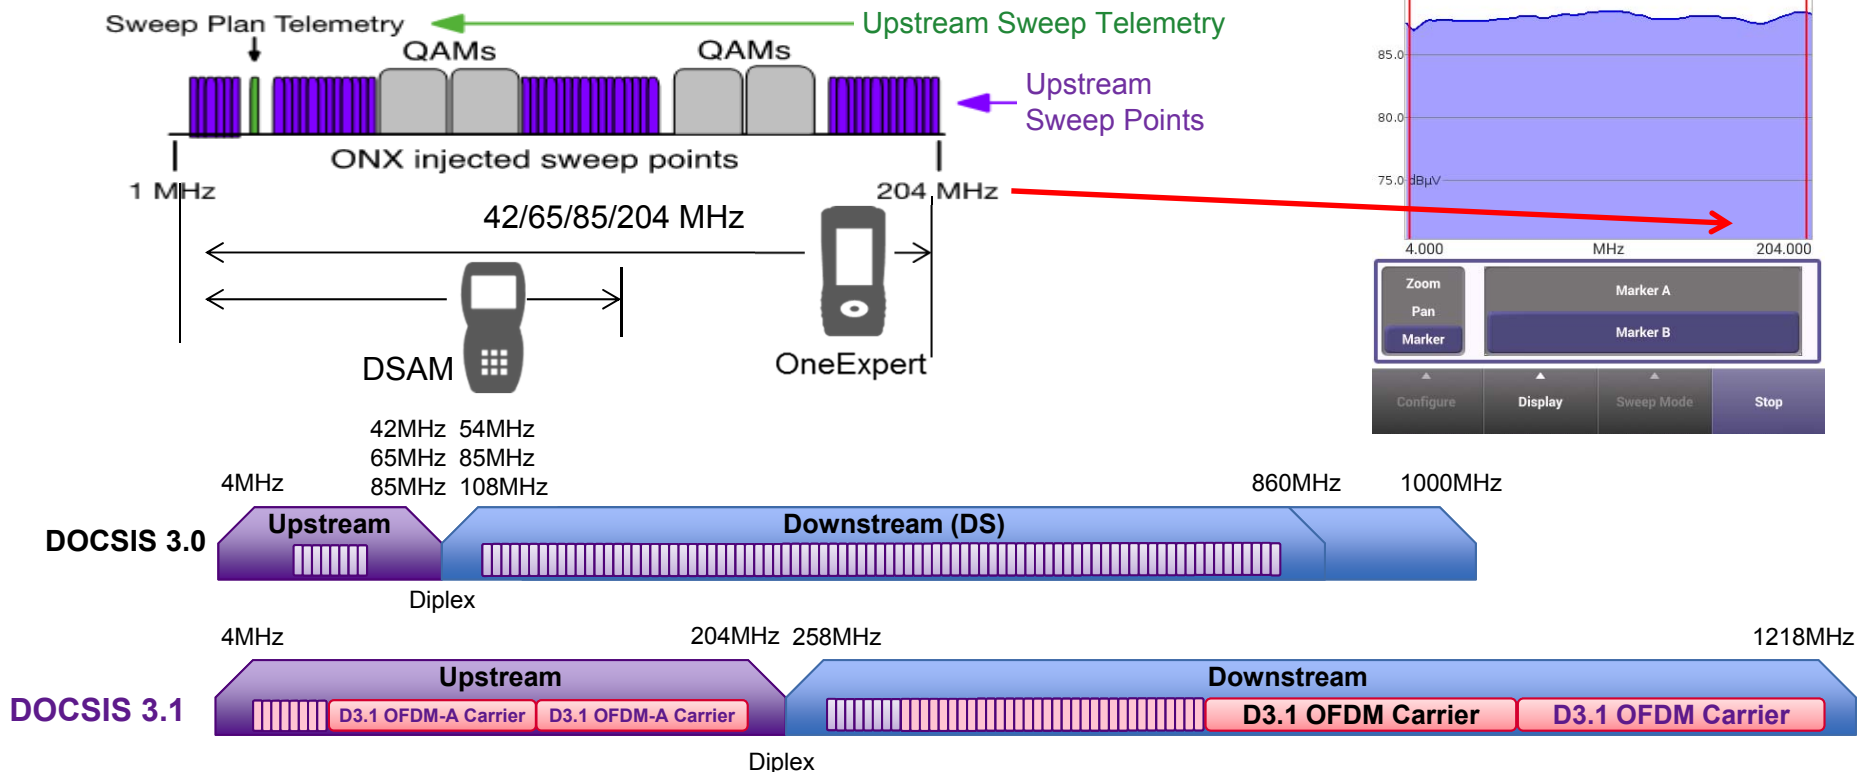 Sweep Plan Telemetry
Upstream Sweep Telemetry
QAMs
QAMs
Upstream
Sweep Points
ONX injected sweep points
1 MHz
204 MHz
42/65/85/204 MHz
DSAM
OneExpert
85.0
80.0
75.0 dBµV
4.000
MHz
204.000
Zoom
Pan
Marker
Marker A
Marker B
Configure
Display
Sweep Mode
Stop
42MHz 54MHz
65MHz 85MHz
85MHz 108MHz
4MHz
860MHz
1000MHz
DOCSIS 3.0
Upstream
Downstream (DS)
Diplex
4MHz
204MHz 258MHz
1218MHz
DOCSIS 3.1
Upstream
Downstream
D3.1 OFDM-A Carrier
D3.1 OFDM-A Carrier
D3.1 OFDM Carrier
D3.1 OFDM Carrier
Diplex